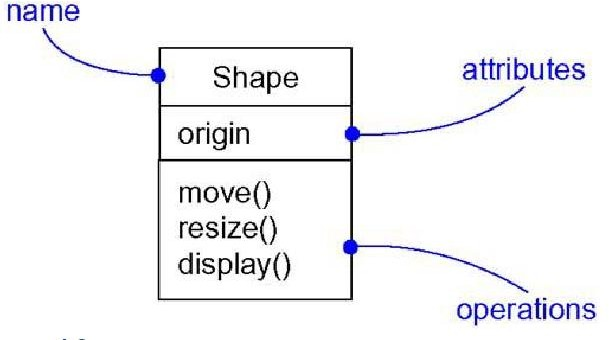 name
Shape
attributes
origin
move()
resize()
display()
operations